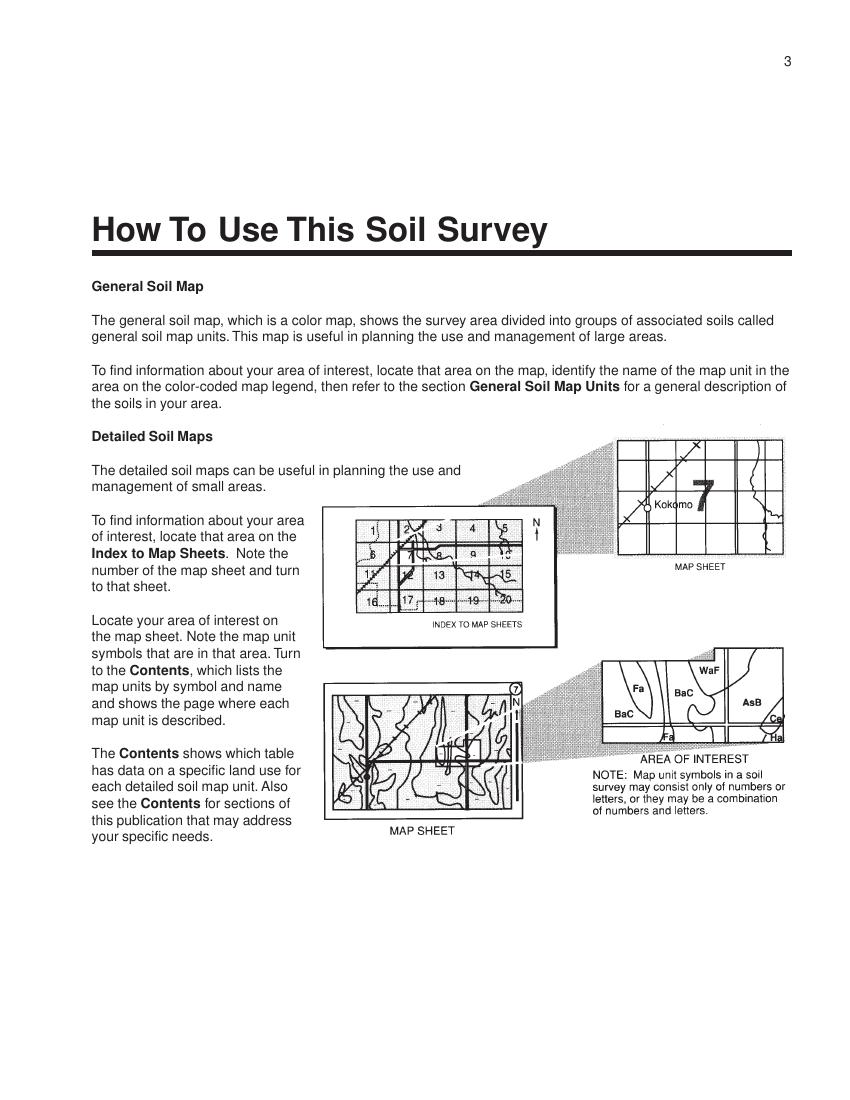 3
How To Use This Soil Survey
General Soil Map
The general soil map, which is a color map, shows the survey area divided into groups of associated soils called
general soil map units. This map is useful in planning the use and management of large areas.
To find information about your area of interest, locate that area on the map, identify the name of the map unit in the
area on the color-coded map legend, then refer to the section General Soil Map Units for a general description of
the soils in your area.
Detailed Soil Maps
The detailed soil maps can be useful in planning the use and
management of small areas.
To find information about your area
of interest, locate that area on the
Index to Map Sheets. Note the
number of the map sheet and turn
to that sheet.
Locate your area of interest on
the map sheet. Note the map unit
symbols that are in that area. Turn
to the Contents, which lists the
map units by symbol and name
and shows the page where each
map unit is described.
The Contents shows which table
has data on a specific land use for
each detailed soil map unit. Also
see the Contents for sections of
this publication that may address
your specific needs.
Kokomo 7
MAP SHEET
N
1 2 3 4 5
6 7 8 9
11 12 13 14 15
16 17 18 19 20
INDEX TO MAP SHEETS
7
N
MAP SHEET
WaF
Fa
BaC
AsB
BaC
Ce
Fa
Ha
AREA OF INTEREST
NOTE: Map unit symbols in a soil
survey may consist only of numbers or
letters, or they may be a combination
of numbers and letters.